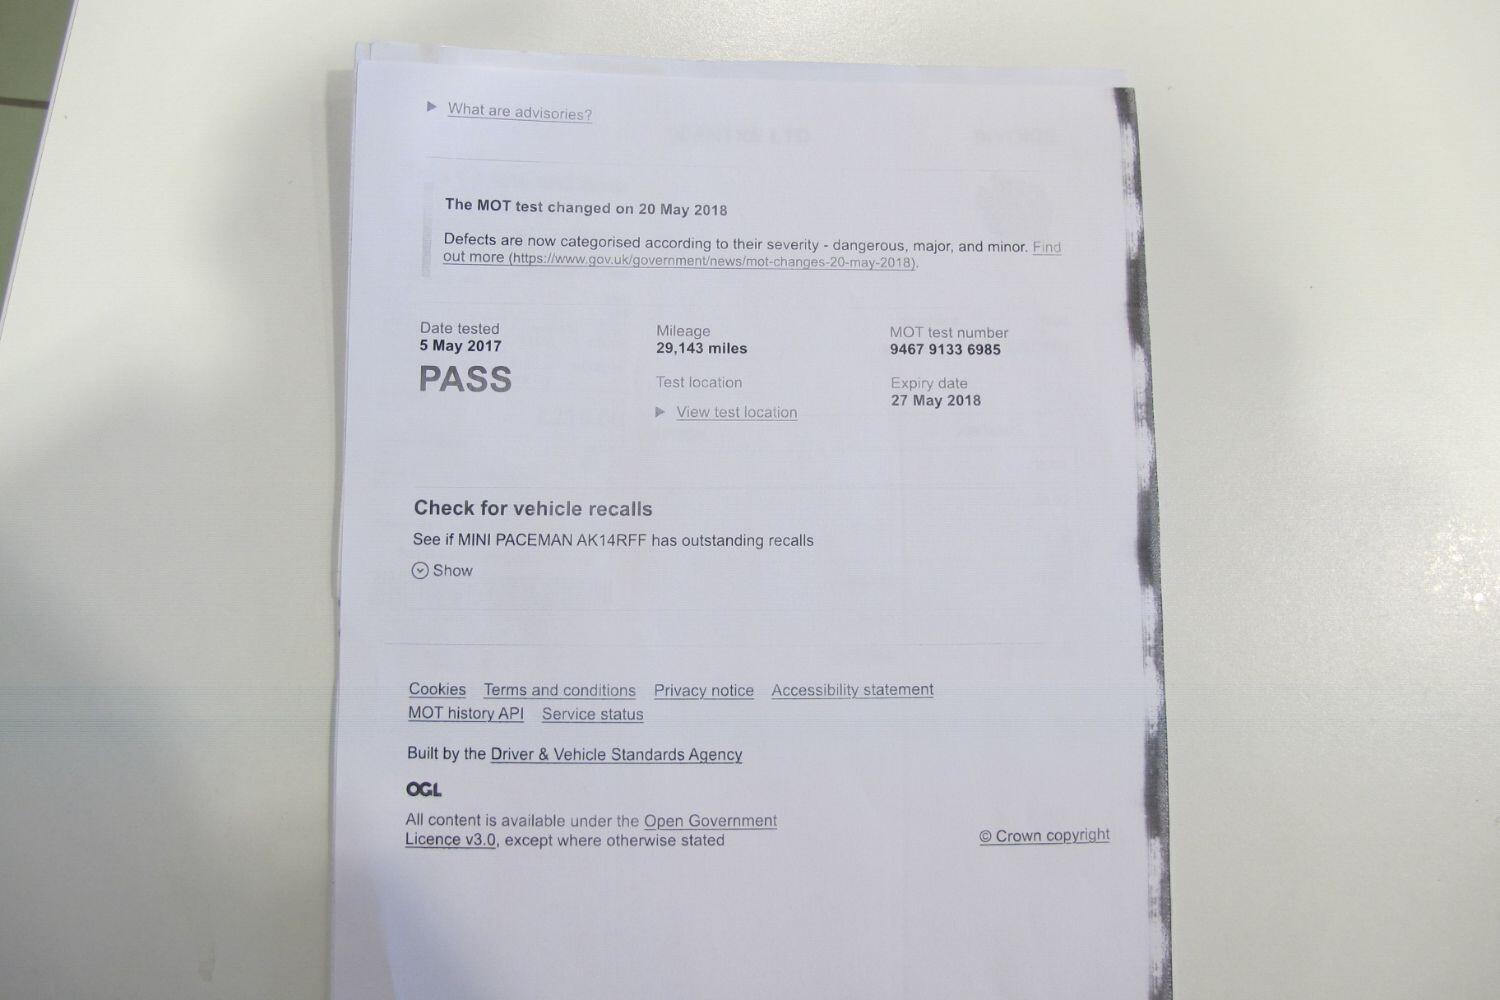 What are advisories?
The MOT test changed on 20 May 2018
Defects are now categorised according to their severity - dangerous, major, and minor. Find
out more (https://www.gov.uk/government/news/mot-changes-20-may-2018).
Date tested
5 May 2017
PASS
Mileage
29,143 miles
Test location
View test location
MOT test number
9467 9133 6985
Expiry date
27 May 2018
Check for vehicle recalls
See if MINI PACEMAN AK14RFF has outstanding recalls
Show
Cookies Terms and conditions Privacy notice Accessibility statement
MOT history API Service status
Built by the Driver & Vehicle Standards Agency
OGL
All content is available under the Open Government
Licence v3.0, except where otherwise stated
© Crown copyright